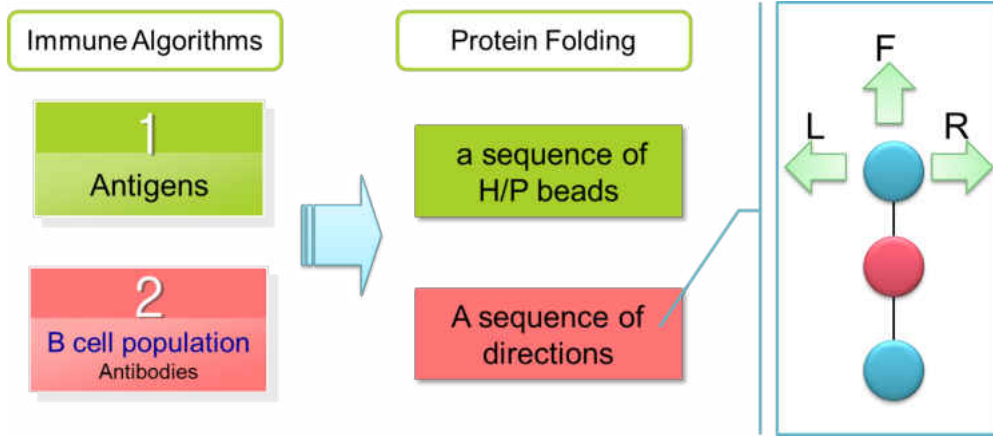 Immune Algorithms
Protein Folding
1
Antigens
a sequence of
H/P beads
2
B cell population
Antibodies
A sequence of
directions
F
L
R